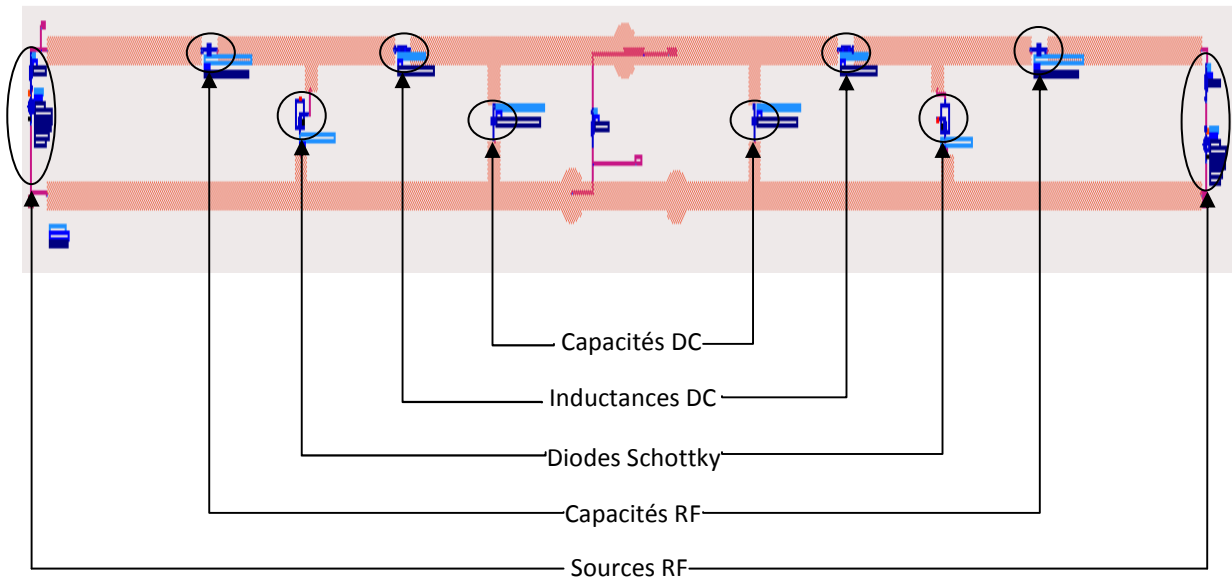 Capacités DC
Inductances DC
Diodes Schottky
Capacités RF
Sources RF